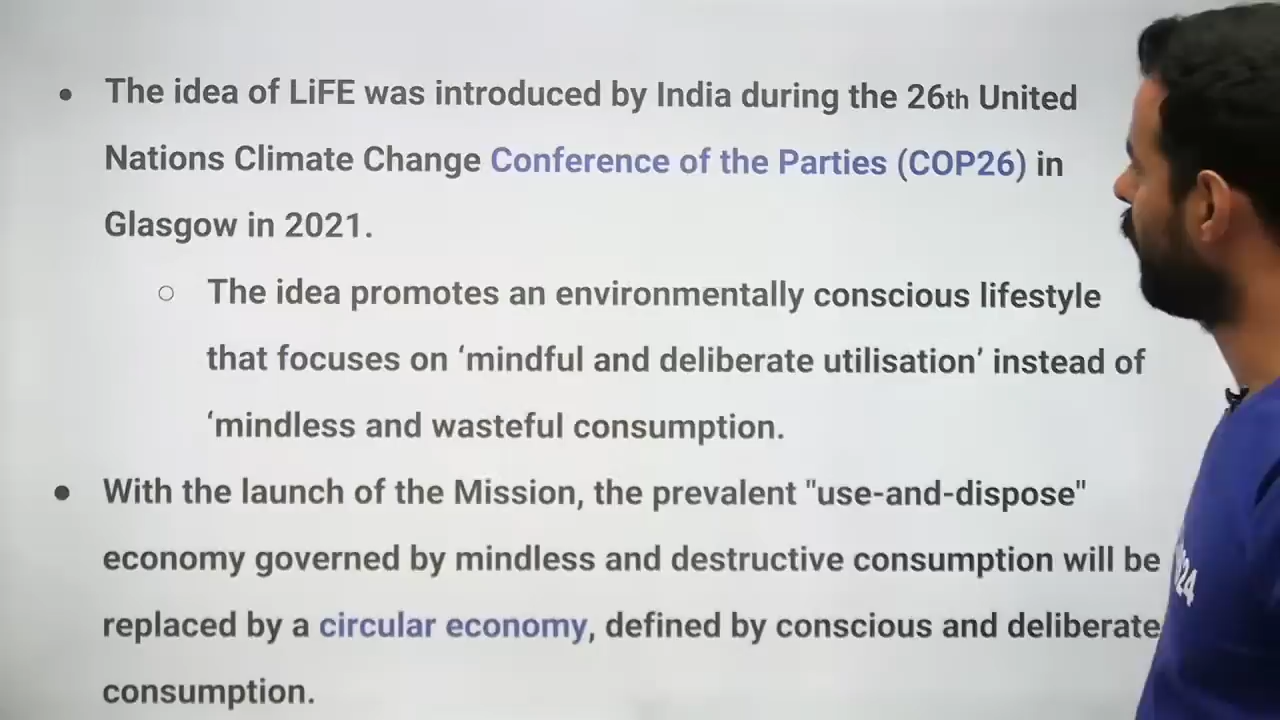 • The idea of LiFE was introduced by India during the 26th United
Nations Climate Change Conference of the Parties (COP26) in
Glasgow in 2021.
○ The idea promotes an environmentally conscious lifestyle
that focuses on ‘mindful and deliberate utilisation’ instead of
‘mindless and wasteful consumption.
• With the launch of the Mission, the prevalent "use-and-dispose"
economy governed by mindless and destructive consumption will be
replaced by a circular economy, defined by conscious and deliberate
consumption.
24